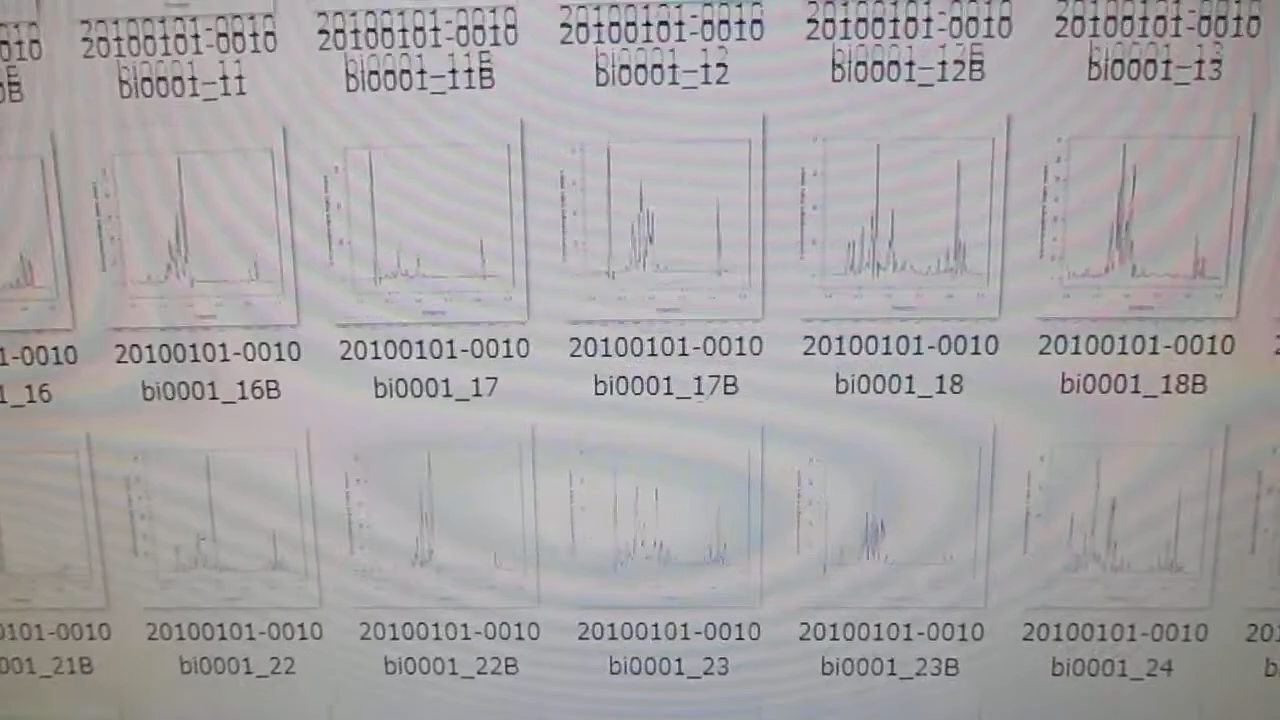 20100101-0010 20100101-0010 20100101-0010 20100101-0010 20100101-0010
bi0001_11 bi0001_11B bi0001_12 bi0001_12B bi0001_13
1-0010 20100101-0010 20100101-0010 20100101-0010 20100101-0010 20100101-0010
1_16 bi0001_16B bi0001_17 bi0001_17B bi0001_18 bi0001_18B
0101-0010 20100101-0010 20100101-0010 20100101-0010 20100101-0010 20100101-0010 201
001_21B bi0001_22 bi0001_22B bi0001_23 bi0001_23B bi0001_24 b